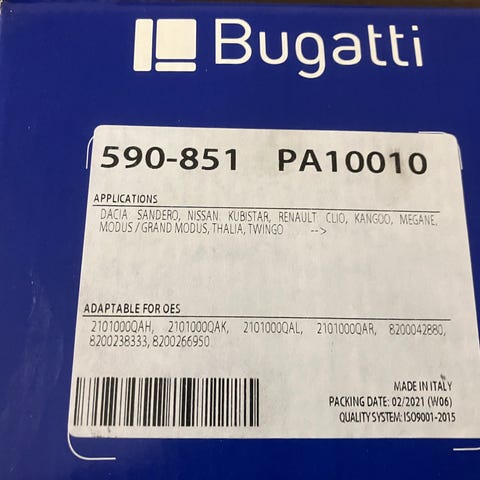 Bugatti
590-851 PA10010
APPLICATIONS
DACIA SANDERO, NISSAN KUBISTAR, RENAULT CLIO, KANGOO, MEGANE,
MODUS / GRAND MODUS, THALIA, TWINGO -->
ADAPTABLE FOR OES
2101000QAH, 2101000QAK, 2101000QAL, 2101000QAR, 8200042880,
8200238333, 8200266950
MADE IN ITALY
PACKING DATE: 02/2021 (W06)
QUALITY SYSTEM: ISO9001-2015